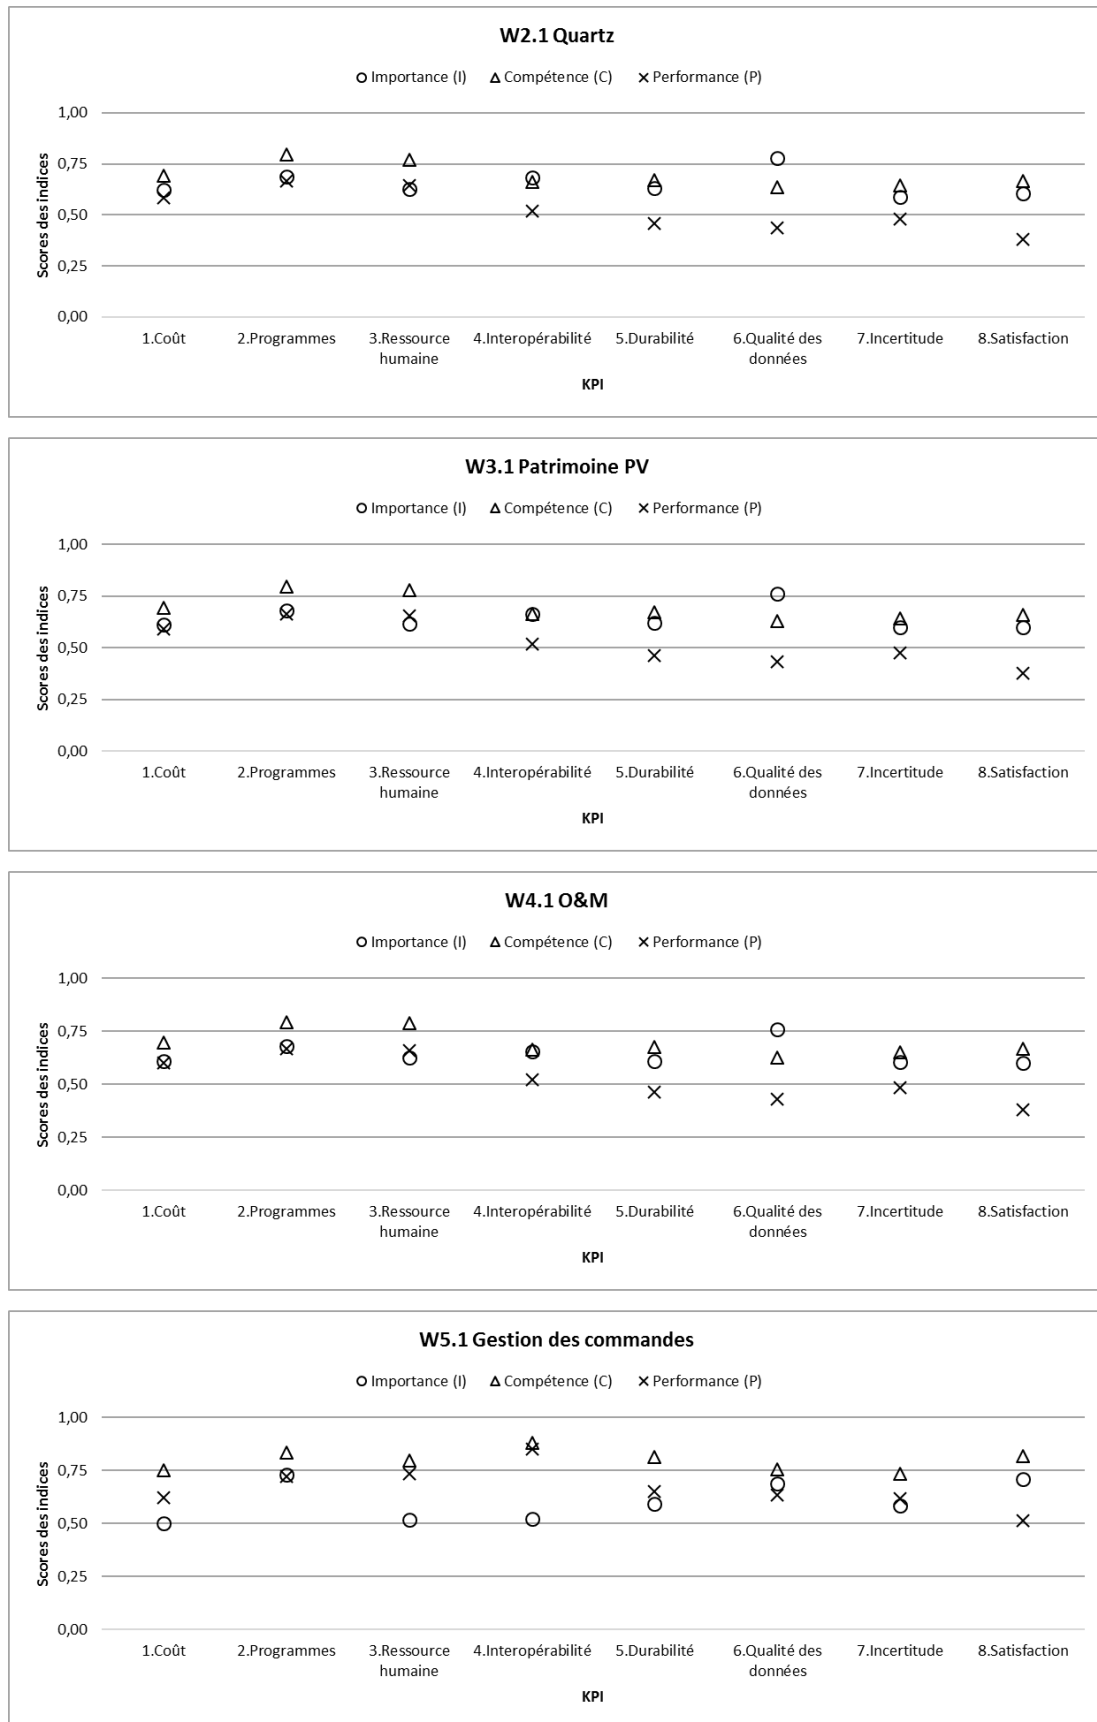 W2.1 Quartz
Importance (I) Compétence (C) Performance (P)
Scores des indices
1,00
0,75
0,50
0,25
0,00
1.Coût 2.Programmes 3.Ressource humaine 4.Interopérabilité 5.Durabilité 6.Qualité des données 7.Incertitude 8.Satisfaction
KPI
W3.1 Patrimoine PV
Importance (I) Compétence (C) Performance (P)
Scores des indices
1,00
0,75
0,50
0,25
0,00
1.Coût 2.Programmes 3.Ressource humaine 4.Interopérabilité 5.Durabilité 6.Qualité des données 7.Incertitude 8.Satisfaction
KPI
W4.1 O&M
Importance (I) Compétence (C) Performance (P)
Scores des indices
1,00
0,75
0,50
0,25
0,00
1.Coût 2.Programmes 3.Ressource humaine 4.Interopérabilité 5.Durabilité 6.Qualité des données 7.Incertitude 8.Satisfaction
KPI
W5.1 Gestion des commandes
Importance (I) Compétence (C) Performance (P)
Scores des indices
1,00
0,75
0,50
0,25
0,00
1.Coût 2.Programmes 3.Ressource humaine 4.Interopérabilité 5.Durabilité 6.Qualité des données 7.Incertitude 8.Satisfaction
KPI